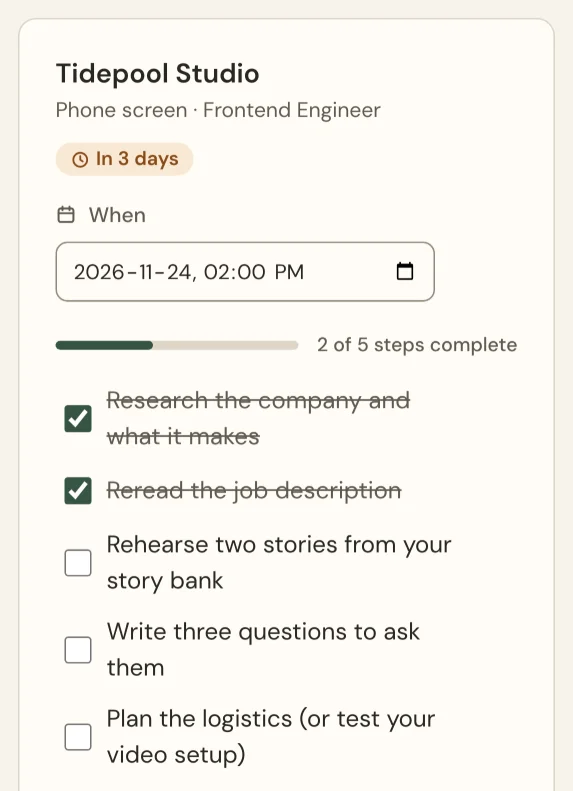 Tidepool Studio
Phone screen · Frontend Engineer
In 3 days
When
2026-11-24, 02:00 PM
2 of 5 steps complete
Research the company and
what it makes
Reread the job description
Rehearse two stories from your
story bank
Write three questions to ask
them
Plan the logistics (or test your
video setup)